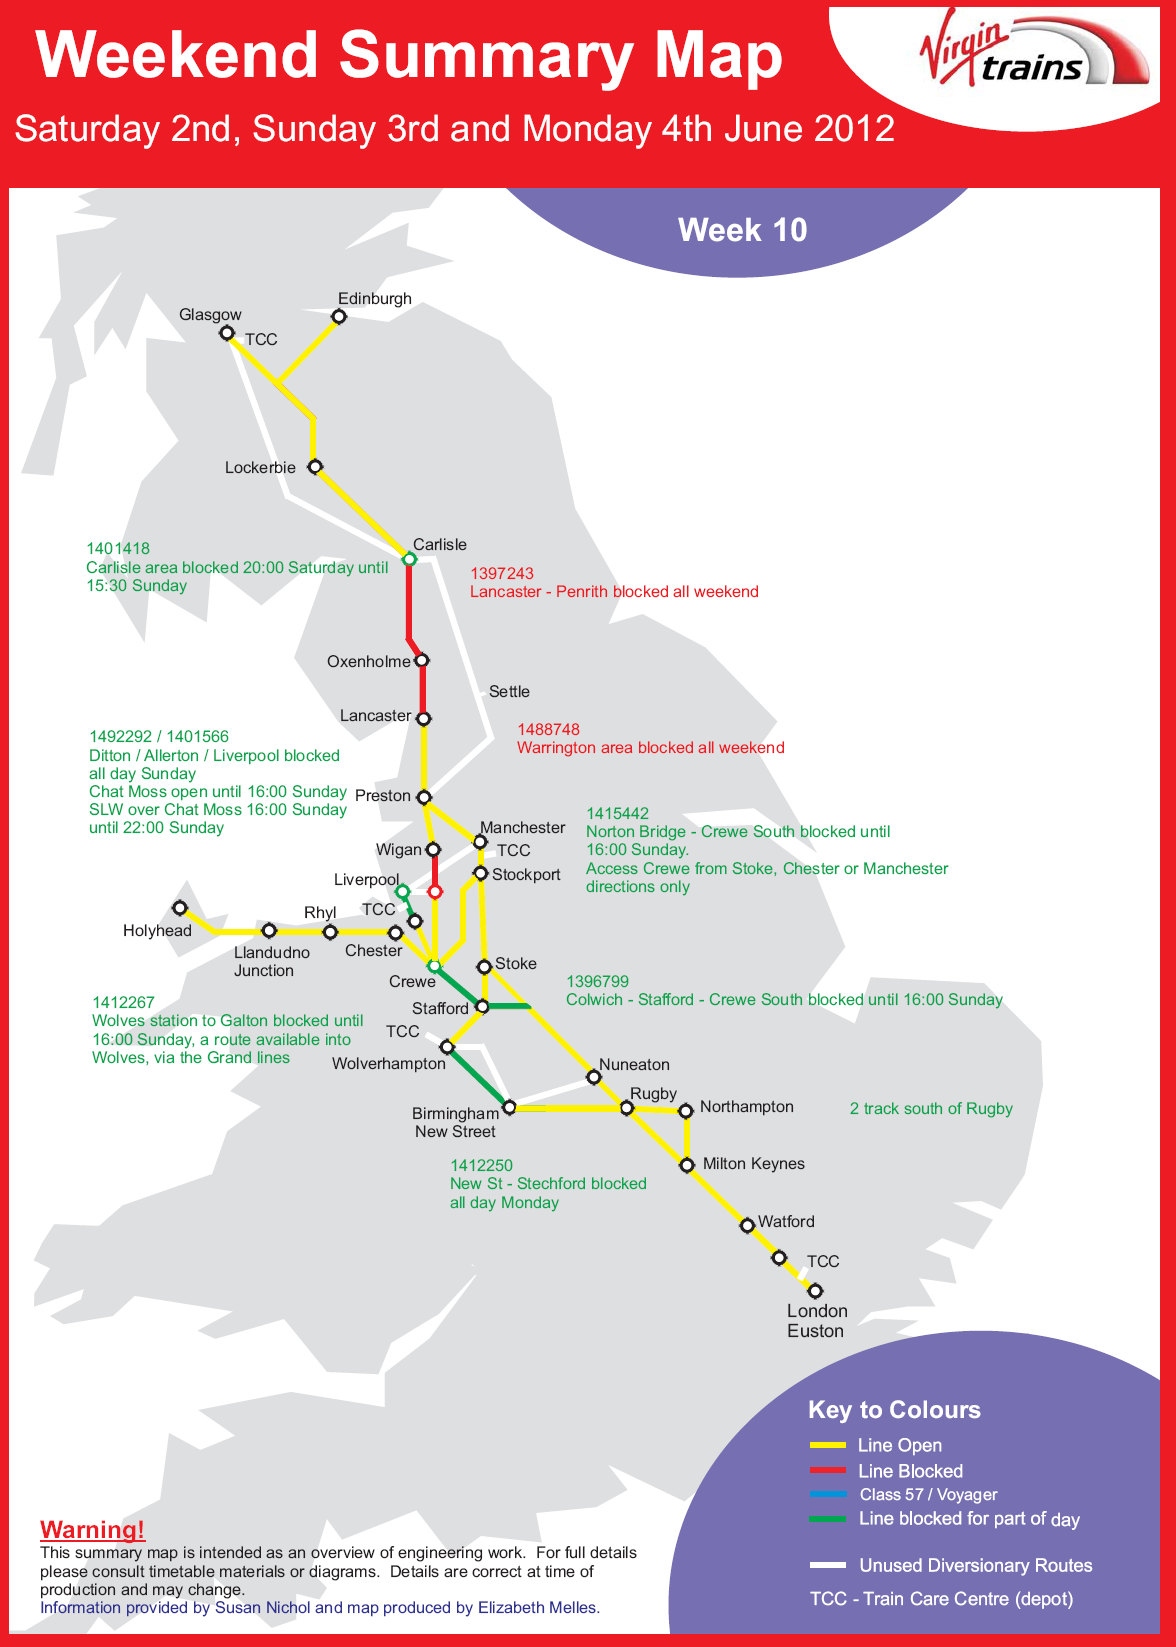 Weekend Summary Map
Virgin
trains
Saturday 2nd, Sunday 3rd and Monday 4th June 2012
Week 10
Edinburgh
Glasgow
TCC
Lockerbie
Carlisle
1401418
Carlisle area blocked 20:00 Saturday until
15:30 Sunday
1397243
Lancaster - Penrith blocked all weekend
Oxenholme
Settle
Lancaster
1488748
Warrington area blocked all weekend
1492292 / 1401566
Ditton / Allerton / Liverpool blocked
all day Sunday
Chat Moss open until 16:00 Sunday
SLW over Chat Moss 16:00 Sunday
until 22:00 Sunday
Preston
1415442
Norton Bridge - Crewe South blocked until
16:00 Sunday.
Access Crewe from Stoke, Chester or Manchester
directions only
Manchester
TCC
Wigan
Stockport
Liverpool
TCC
Rhyl
Holyhead
Llandudno
Junction
Chester
Crewe
Stoke
1396799
Colwich - Stafford - Crewe South blocked until 16:00 Sunday
Stafford
1412267
Wolves station to Galton blocked until
16:00 Sunday, a route available into
Wolves, via the Grand lines
TCC
Wolverhampton
Nuneaton
Rugby
Northampton
2 track south of Rugby
Birmingham
New Street
1412250
New St - Stechford blocked
all day Monday
Milton Keynes
Watford
TCC
London
Euston
Key to Colours
Line Open
Line Blocked
Class 57 / Voyager
Line blocked for part of day
Unused Diversionary Routes
TCC - Train Care Centre (depot)
Warning!
This summary map is intended as an overview of engineering work. For full details
please consult timetable materials or diagrams. Details are correct at time of
production and may change.
Information provided by Susan Nichol and map produced by Elizabeth Melles.